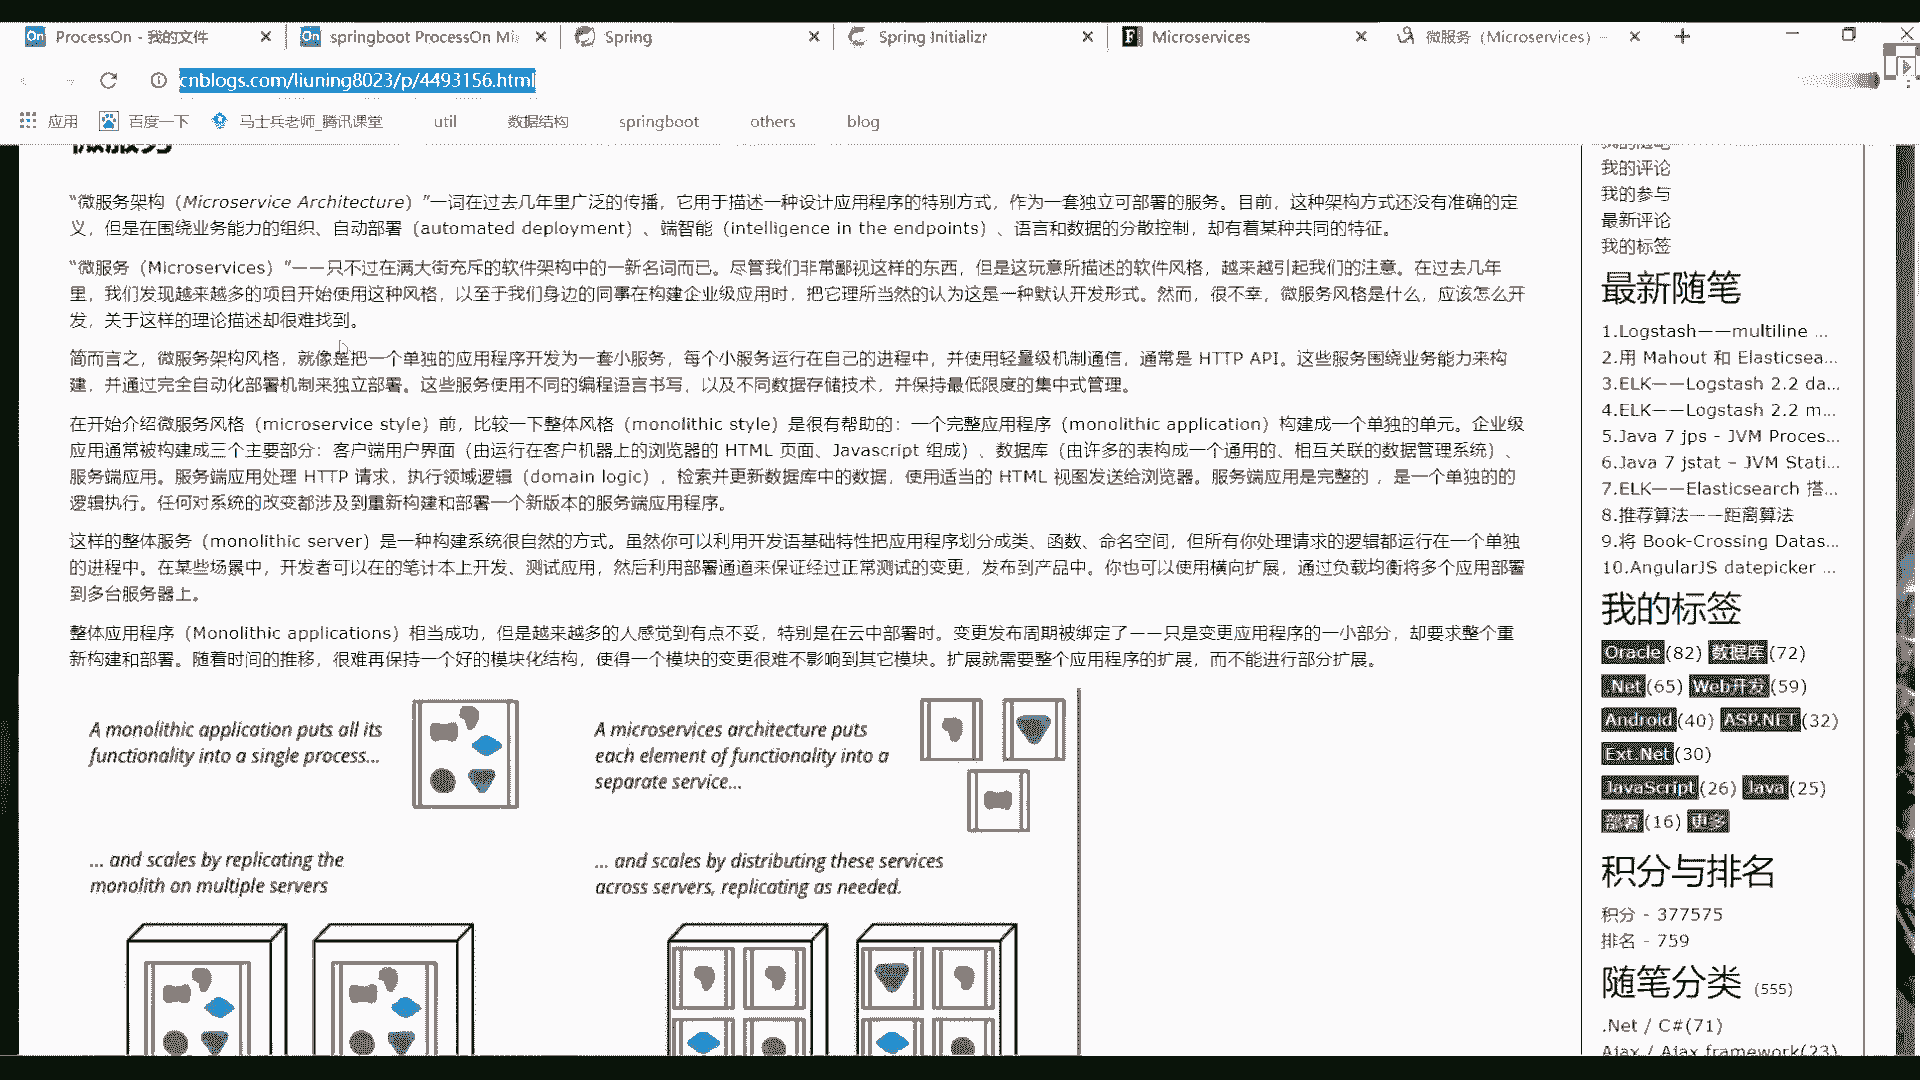 ProcessOn - 我的文件
springboot ProcessOn Mi
Spring
Spring Initializr
Microservices
微服务（Microservices）–
cnblogs.com/liuning8023/p/4493156.html
应用
百度一下
马士兵老师_腾讯课堂
util
数据结构
springboot
others
blog
“微服务架构（Microservice Architecture）”一词在过去几年里广泛的传播，它用于描述一种设计应用程序的特别方式，作为一套独立可部署的服务。目前，这种架构方式还没有准确的定
义，但是在围绕业务能力的组织、自动部署（automated deployment）、端智能（intelligence in the endpoints）、语言和数据的分散控制，却有着某种共同的特征。
“微服务（Microservices）”——只不过在满大街充斥的软件架构中的一新名词而已。尽管我们非常鄙视这样的东西，但是这玩意所描述的软件风格，越来越引起我们的注意。在过去几年
里，我们发现越来越多的项目开始使用这种风格，以至于我们身边的同事在构建企业级应用时，把它理所当然的认为这是一种默认开发形式。然而，很不幸，微服务风格是什么，应该怎么开
发，关于这样的理论描述却很难找到。
简而言之，微服务架构风格，就像是把一个单独的应用程序开发为一套小服务，每个小服务运行在自己的进程中，并使用轻量级机制通信，通常是 HTTP API。这些服务围绕业务能力来构
建，并通过完全自动化部署机制来独立部署。这些服务使用不同的编程语言书写，以及不同数据存储技术，并保持最低限度的集中式管理。
在开始介绍微服务风格（microservice style）前，比较一下整体风格（monolithic style）是很有帮助的：一个完整应用程序（monolithic application）构建成一个单独的单元。企业级
应用通常被构建成三个主要部分：客户端用户界面（由运行在客户机器上的浏览器的 HTML 页面、Javascript 组成）、数据库（由许多的表构成一个通用的、相互关联的数据管理系统）、
服务端应用。服务端应用处理 HTTP 请求，执行领域逻辑（domain logic），检索并更新数据库中的数据，使用适当的 HTML 视图发送给浏览器。服务端应用是完整的 ，是一个单独的的
逻辑执行。任何对系统的改变都涉及到重新构建和部署一个新版本的服务端应用程序。
这样的整体服务（monolithic server）是一种构建系统很自然的方式。虽然你可以利用开发语基础特性把应用程序划分成类、函数、命名空间，但所有你处理请求的逻辑都运行在一个单独
的进程中。在某些场景中，开发者可以在的笔计本上开发、测试应用，然后利用部署通道来保证经过正常测试的变更，发布到产品中。你也可以使用横向扩展，通过负载均衡将多个应用部署
到多台服务器上。
整体应用程序（Monolithic applications）相当成功，但是越来越多的人感觉到有点不妥，特别是在云中部署时。变更发布周期被绑定了——只是变更应用程序的一小部分，却要求整个重
新构建和部署。随着时间的推移，很难再保持一个好的模块化结构，使得一个模块的变更很难不影响到其它模块。扩展就需要整个应用程序的扩展，而不能进行部分扩展。
A monolithic application puts all its
functionality into a single process...
A microservices architecture puts
each element of functionality into a
separate service...
... and scales by replicating the
monolith on multiple servers
... and scales by distributing these services
across servers, replicating as needed.
我的评论
我的参与
最新评论
我的标签
最新随笔
1.Logstash——multiline ...
2.用 Mahout 和 Elasticsea...
3.ELK——Logstash 2.2 da...
4.ELK——Logstash 2.2 m...
5.Java 7 jps - JVM Proces...
6.Java 7 jstat - JVM Stati...
7.ELK——Elasticsearch 搭...
8.推荐算法——距离算法
9.将 Book-Crossing Datas...
10.AngularJS datepicker ...
我的标签
Oracle(82) 数据库(72)
.Net(65) Web开发(59)
Android(40) ASP.NET(32)
Ext.Net(30)
JavaScript(26) Java(25)
部署(16) 更多
积分与排名
积分 - 377575
排名 - 759
随笔分类 (555)
.Net / C#(71)
Ajax / Ajax framework(23)